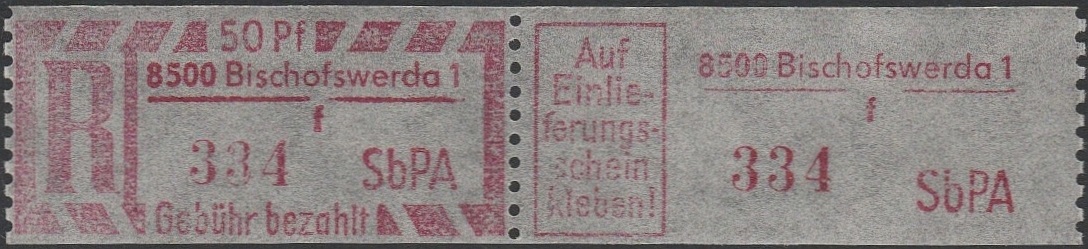 50 Pf
R
8500 Bischofswerda 1
f
334 SbPA
Gebühr bezahlt
Auf
Einlie-
ferungs-
schein
kleben!
8500 Bischofswerda 1
f
334
SbPA